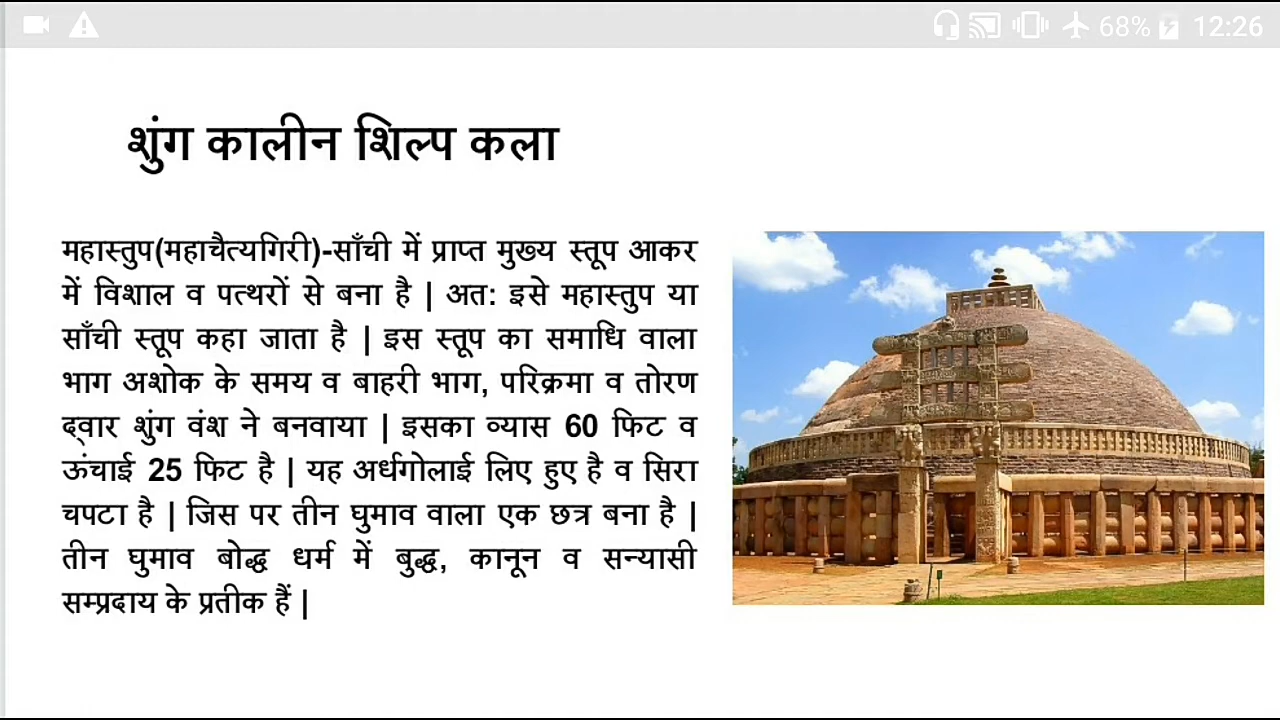 68% 12:26
शुंग कालीन शिल्प कला
महास्तुप(महाचैत्यगिरी)-साँची में प्राप्त मुख्य स्तूप आकर
में विशाल व पत्थरों से बना है | अत: इसे महास्तुप या
साँची स्तूप कहा जाता है | इस स्तूप का समाधि वाला
भाग अशोक के समय व बाहरी भाग, परिक्रमा व तोरण
द्वार शुंग वंश ने बनवाया | इसका व्यास 60 फिट व
ऊंचाई 25 फिट है | यह अर्धगोलाई लिए हुए है व सिरा
चपटा है | जिस पर तीन घुमाव वाला एक छत्र बना है |
तीन घुमाव बोद्ध धर्म में बुद्ध, कानून व सन्यासी
सम्प्रदाय के प्रतीक हैं |